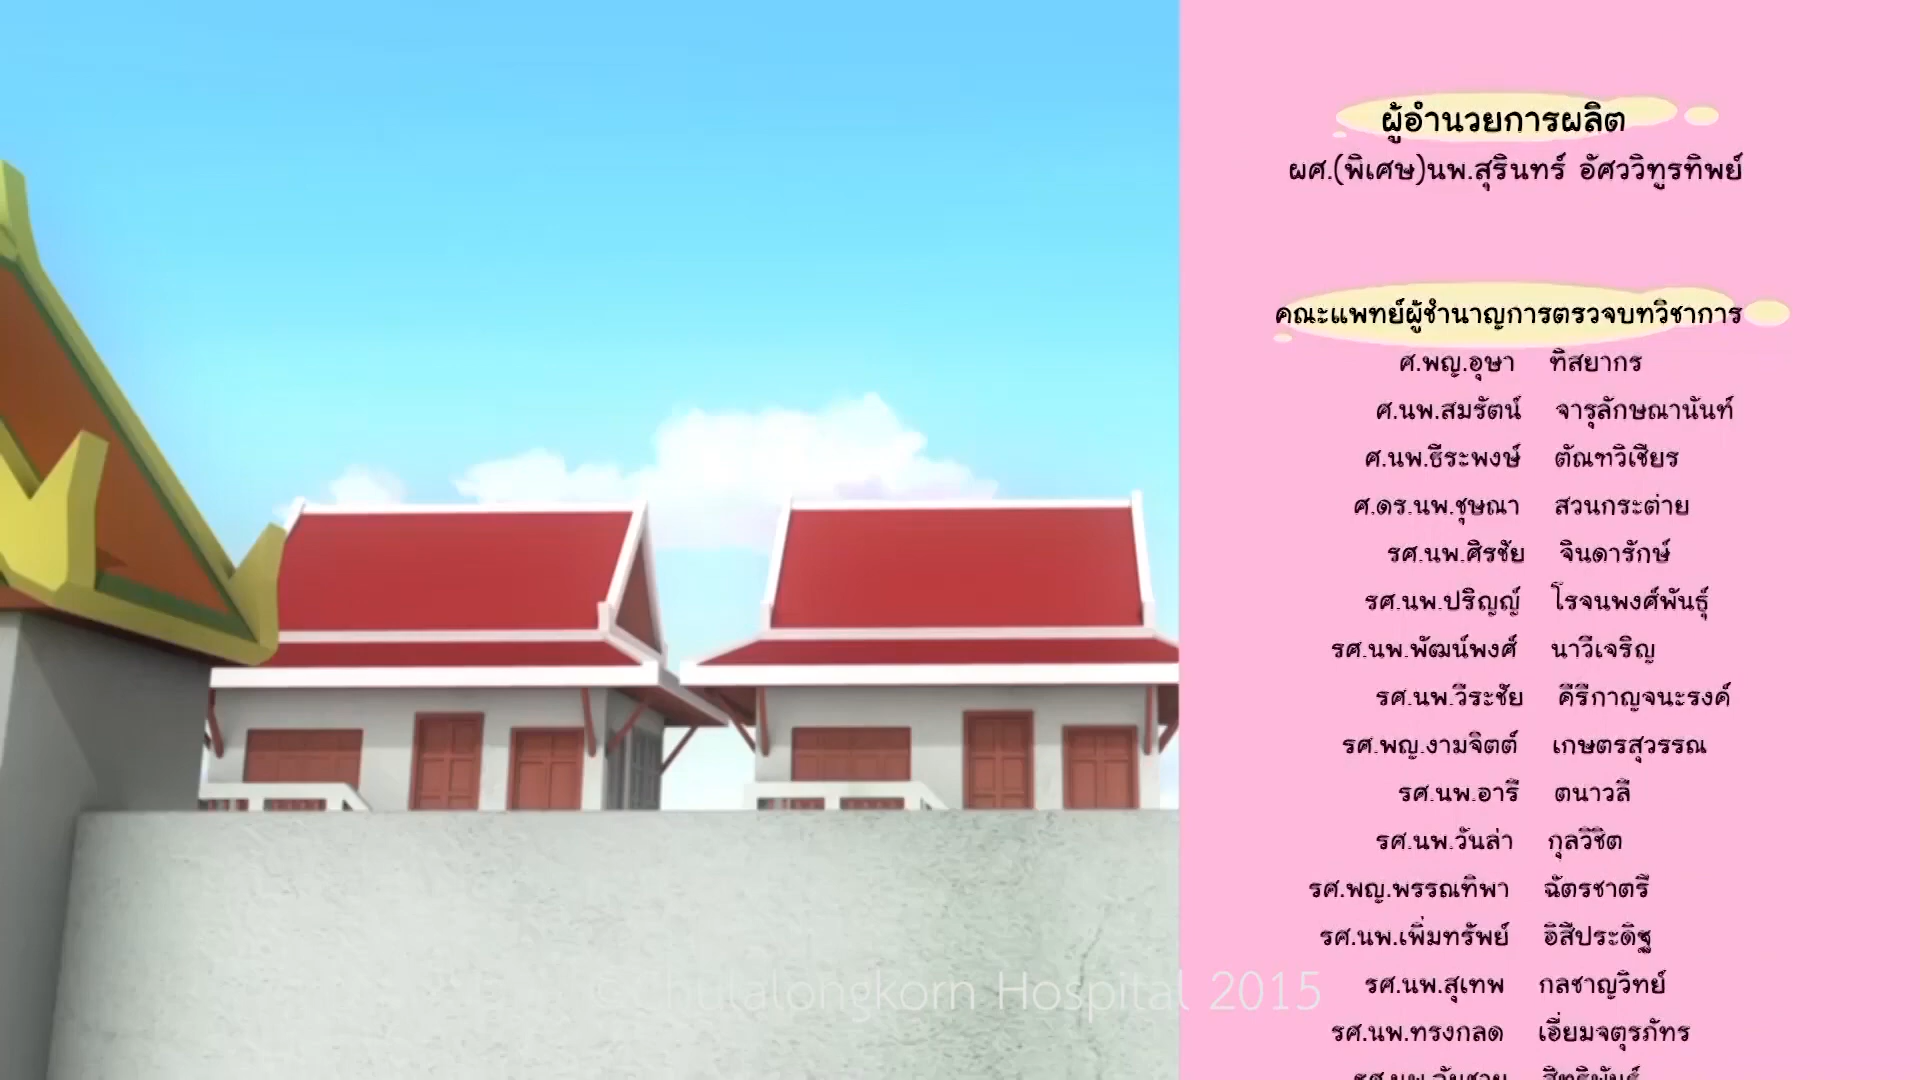 ผู้อำนวยการผลิต
ผศ.(พิเศษ)นพ.สุรินทร์ อัศววิทูรทิพย์
คณะแพทย์ผู้ชำนาญการตรวจบทวิชาการ
ศ.พญ.อุษา ทิสยากร
ศ.นพ.สมรัตน์ จารุลักษณานันท์
ศ.นพ.ธีระพงษ์ ตัณฑวิเชียร
ศ.ดร.นพ.ชุษณา สวนกระต่าย
รศ.นพ.ศิรชัย จินดารักษ์
รศ.นพ.ปริญญ์ โรจนพงศ์พันธุ์
รศ.นพ.พัฒน์พงศ์ นาวีเจริญ
รศ.นพ.วีระชัย คีรีกาญจนะรงค์
รศ.พญ.งามจิตต์ เกษตรสุวรรณ
รศ.นพ.อารี ตนาวลี
รศ.นพ.วันล่า กุลวิชิต
รศ.พญ.พรรณทิพา ฉัตรชาตรี
รศ.นพ.เพิ่มทรัพย์ อิสีประดิฐ
รศ.นพ.สุเทพ กลชาญวิทย์
Chulalongkorn Hospital 2015
รศ.นพ.ทรงกลด เอี่ยมจตุรภัทร